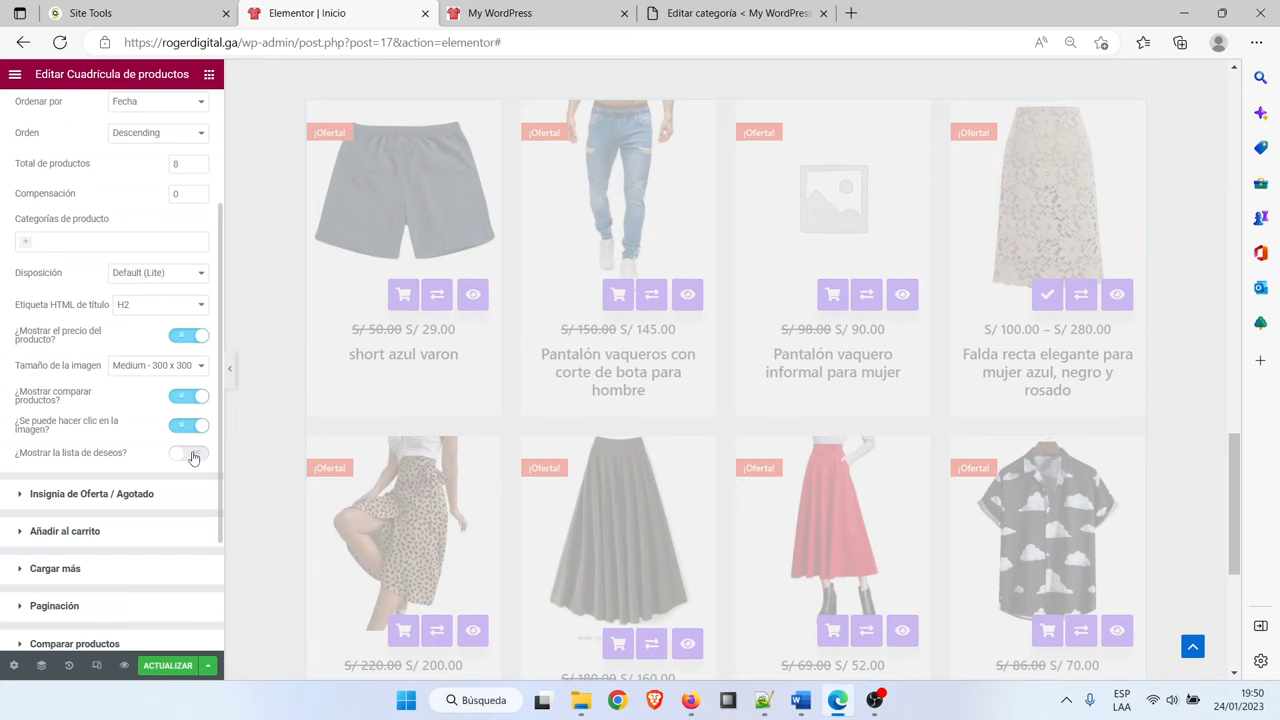 Site Tools
Elementor | Inicio
My WordPress
Editar categoría < My WordPress
https://rogerdigital.ga/wp-admin/post.php?post=17&action=elementor#
Editar Cuadrícula de productos
Ordenar por
Fecha
Orden
Descending
Total de productos
8
Compensación
0
Categorías de producto
Disposición
Default (Lite)
Etiqueta HTML de título
H2
¿Mostrar el precio del
producto?
Tamaño de la imagen
Medium - 300 x 300
¿Mostrar comparar
productos?
¿Se puede hacer clic en la
imagen?
¿Mostrar la lista de deseos?
Insignia de Oferta / Agotado
Añadir al carrito
Cargar más
Paginación
Comparar productos
ACTUALIZAR
¡Oferta!
¡Oferta!
¡Oferta!
¡Oferta!
S/ 50.00 S/ 29.00
S/ 150.00 S/ 145.00
S/ 98.00 S/ 90.00
S/ 100.00 – S/ 280.00
short azul varon
Pantalón vaqueros con
corte de bota para
hombre
Pantalón vaquero
informal para mujer
Falda recta elegante para
mujer azul, negro y
rosado
¡Oferta!
¡Oferta!
¡Oferta!
¡Oferta!
S/ 220.00 S/ 200.00
S/ 180.00 S/ 160.00
S/ 69.00 S/ 52.00
S/ 86.00 S/ 70.00
Búsqueda
ESP
LAA
19:50
24/01/2023